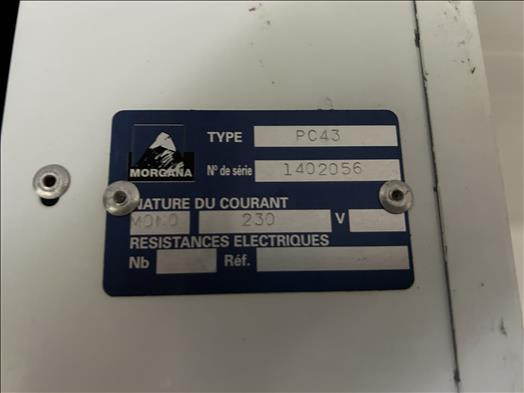 TYPE PC43
MORGANA
N° de série 1402056
NATURE DU COURANT
MONO 230 V
RESISTANCES ELECTRIQUES
Nb Réf.